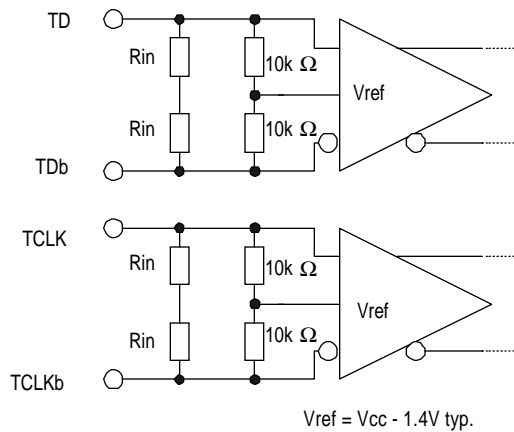 TD
Rin
10k Ω
Vref
Rin
10k Ω
TDb
TCLK
Rin
10k Ω
Vref
Rin
10k Ω
TCLKb
Vref = Vcc - 1.4V typ.